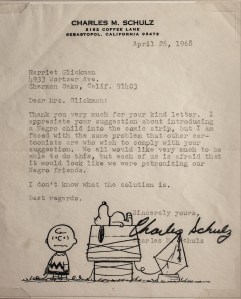 CHARLES M. SCHULZ
2162 COFFEE LANE
SEBASTOPOL, CALIFORNIA 95472
April 26, 1968
Harriet Glickman
4933 Wortser Ave.
Sherman Oaks, Calif. 91403
Dear Mrs. Glickman:
Thank you very much for your kind letter. I
appreciate your suggestion about introducing
a Negro child into the comic strip, but I am
faced with the same problem that other car-
toonists are who wish to comply with your
suggestion. We all would like very much to be
able to do this, but each of us is afraid that
it would look like we were patronizing our
Negro friends.
I don't know what the solution is.
Best regards.
Sincerely yours,
Charles Schulz
Charles M. Schulz